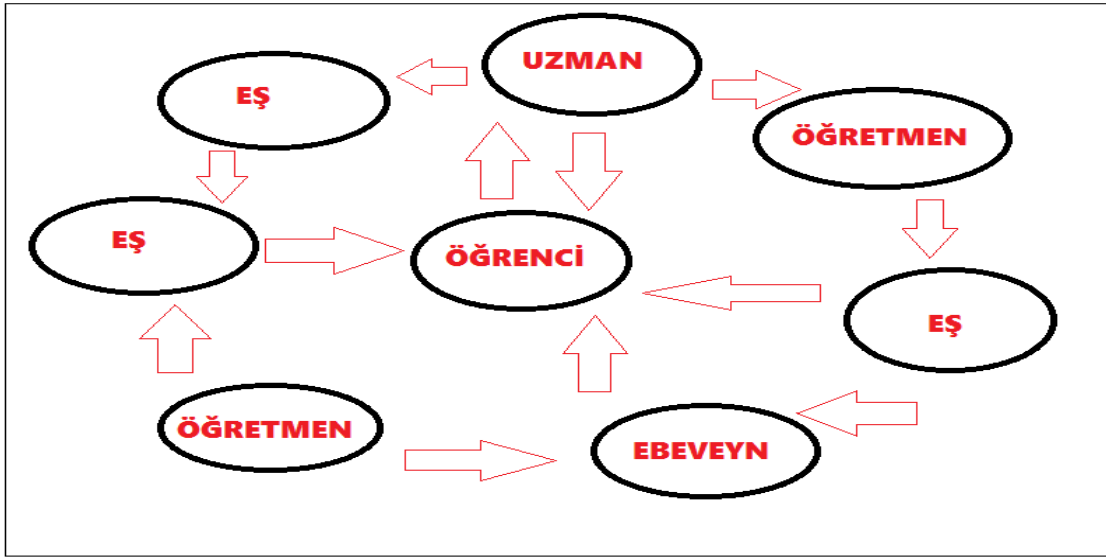 UZMAN
EŞ
ÖĞRETMEN
EŞ
ÖĞRENCİ
EŞ
ÖĞRETMEN
EBEVEYN